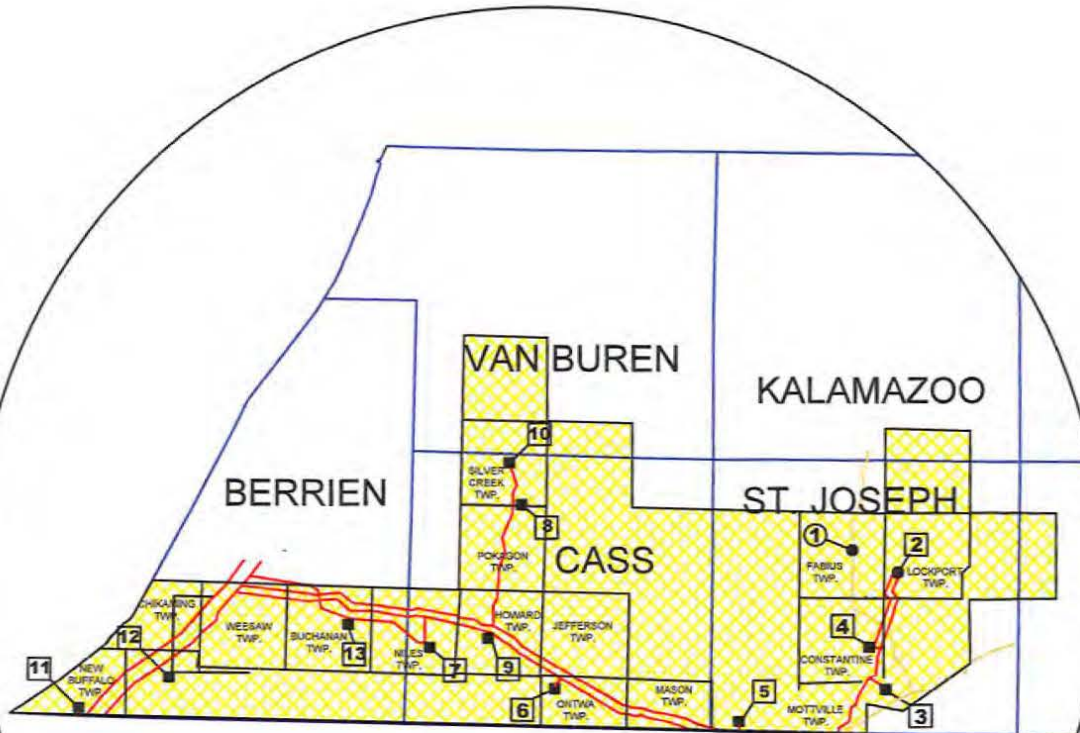 VAN BUREN
KALAMAZOO
10
SILVER
CREEK
TWP.
BERRIEN
ST. JOSEPH
8
1
2
POKAGON
TWP.
CASS
FABIUS
TWP.
LOCKPORT
TWP.
CHIKAMING
TWP.
12
WEESAW
TWP.
BUCHANAN
TWP.
13
NILES
TWP.
7
HOWARD
TWP.
9
JEFFERSON
TWP.
4
CONSTANTINE
TWP.
11
NEW
BUFFALO
TWP.
6
ONTWA
TWP.
MASON
TWP.
5
MOTTVILLE
TWP.
3